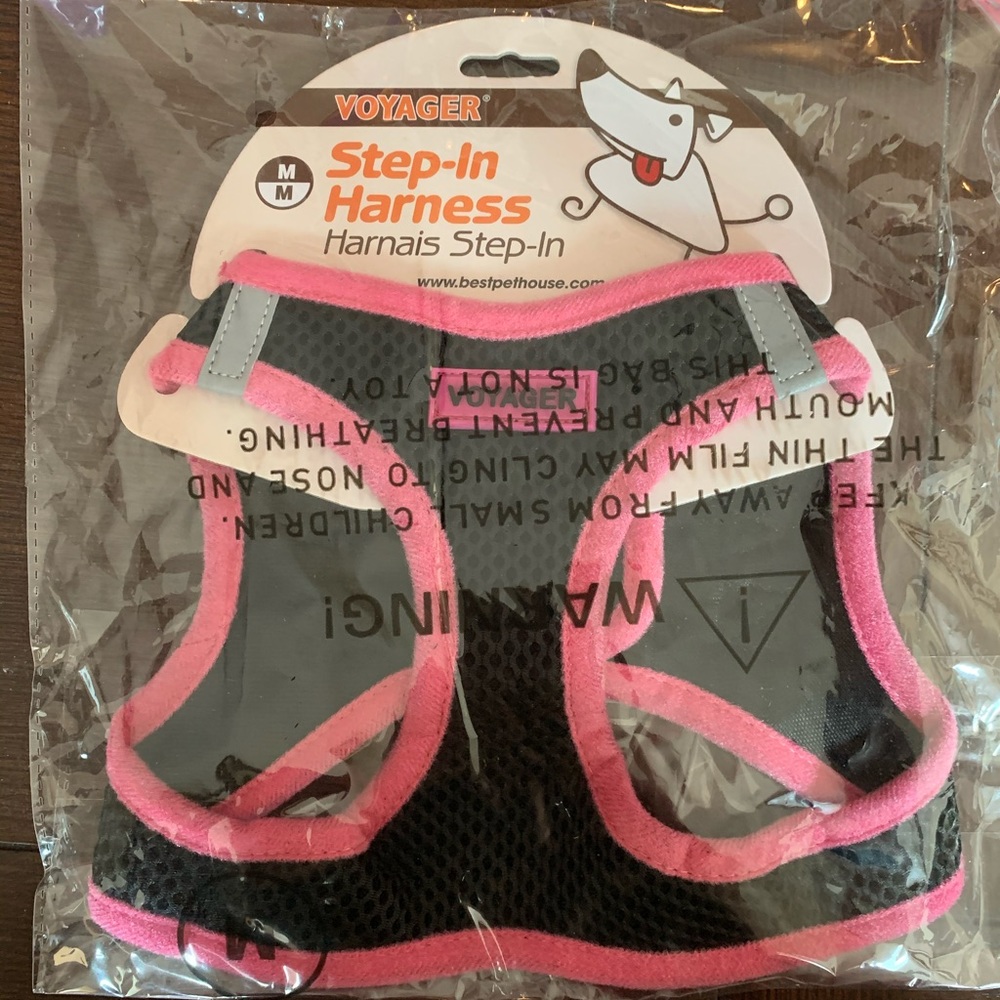 VOYAGER®
M
M
Step-In
Harness
Harnais Step-In
www.bestpethouse.com
VOYAGER
WARNING!
KEEP AWAY FROM SMALL CHILDREN.
THE THIN FILM MAY CLING TO NOSE AND
MOUTH AND PREVENT BREATHING.
THIS BAG IS NOT A TOY.
M